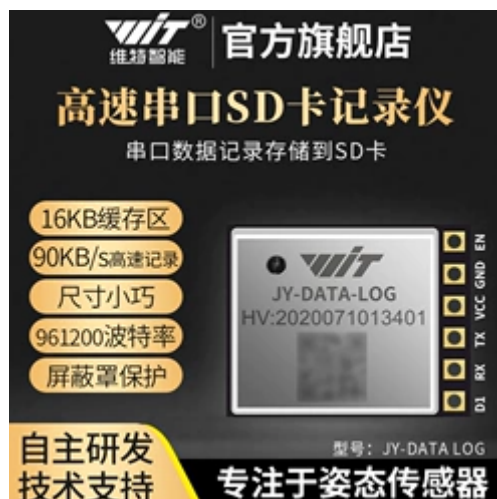 WIT®
维特智能
官方旗舰店
高速串口SD卡记录仪
串口数据记录存储到SD卡
16KB缓存区
90KB/S高速记录
尺寸小巧
961200波特率
屏蔽罩保护
WIT
JY-DATA-LOG
HV:2020071013401
EN
GND
VCC
TX
RX
D1
型号：JY-DATA LOG
自主研发
技术支持
专注于姿态传感器